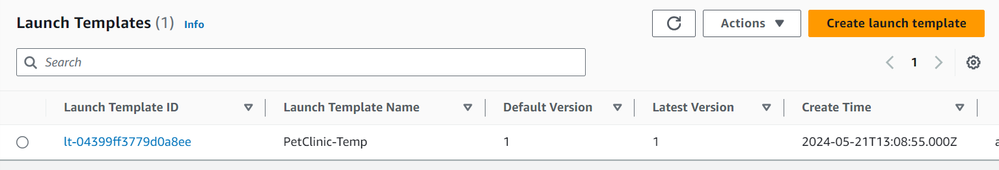 Launch Templates (1) Info
Actions
Create launch template
Search
1
Launch Template ID Launch Template Name Default Version Latest Version Create Time
lt-04399ff3779d0a8ee PetClinic-Temp 1 1 2024-05-21T13:08:55.000Z